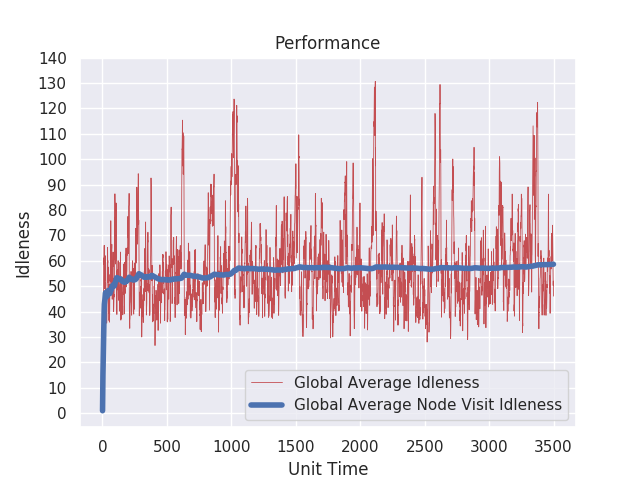 Performance
140
130
120
110
100
90
80
70
60
50
40
30
20
10
0
Idleness
Global Average Idleness
Global Average Node Visit Idleness
0 500 1000 1500 2000 2500 3000 3500
Unit Time